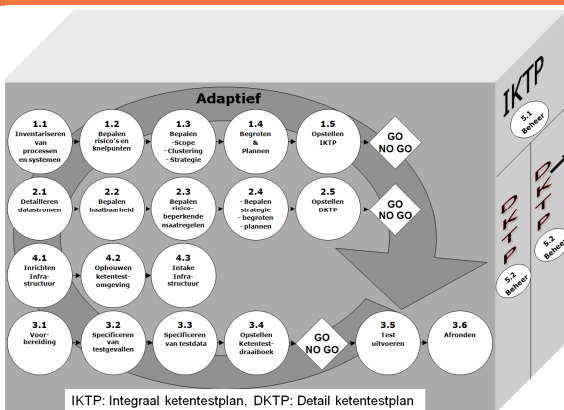 Adaptief
1.1
Inventariseren
van
processen
en systemen
1.2
Bepalen
risico's en
knelpunten
1.3
Bepalen
-Scope
- Clustering
- Strategie
1.4
Begroten
&
Plannen
1.5
Opstellen
IKTP
GO
NO GO
2.1
Detailleren
datastromen
2.2
Bepalen
haalbaarheid
2.3
Bepalen
risico-
beperkende
maatregelen
2.4
- Bepalen
strategie
- begroten
- plannen
2.5
Opstellen
DKTP
GO
NO GO
4.1
Inrichten
Infra-
structuur
4.2
Opbouwen
ketentest-
omgeving
4.3
Intake
Infra-
structuur
3.1
Voor-
bereiding
3.2
Specificeren
van
testgevallen
3.3
Specificeren
van testdata
3.4
Opstellen
Ketentest-
draaiboek
GO
NO GO
3.5
Test
uitvoeren
3.6
Afronden
IKTP
5.1
Beheer
DKTP
5.2
Beheer
DKTP
5.2
Beheer
IKTP: Integraal ketentestplan, DKTP: Detail ketentestplan